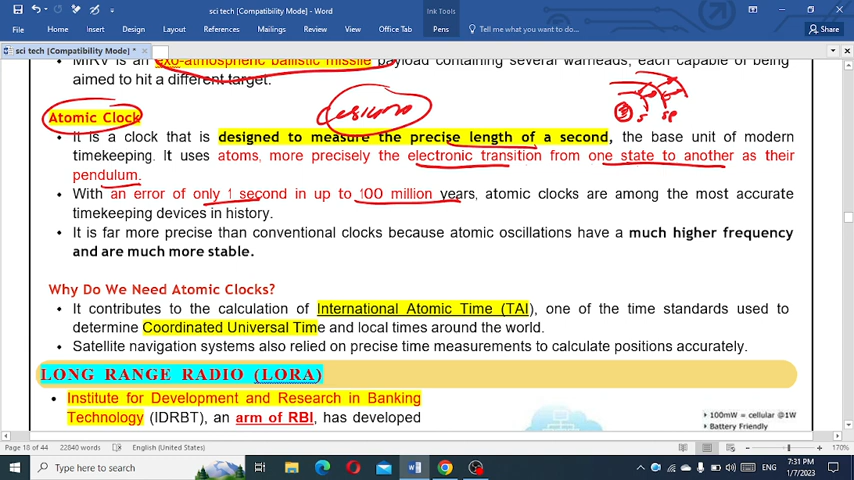 sci tech [Compatibility Mode] - Word
Ink Tools
File
Home
Insert
Design
Layout
References
Mailings
Review
View
Office Tab
Pens
Tell me what you want to do...
Share
sci tech [Compatibility Mode] *
MIRV is an exo-atmospheric ballistic missile payload containing several warheads, each capable of being
aimed to hit a different target.
Atomic Clock
It is a clock that is designed to measure the precise length of a second, the base unit of modern
timekeeping. It uses atoms, more precisely the electronic transition from one state to another as their
pendulum.
With an error of only 1 second in up to 100 million years, atomic clocks are among the most accurate
timekeeping devices in history.
It is far more precise than conventional clocks because atomic oscillations have a much higher frequency
and are much more stable.
Why Do We Need Atomic Clocks?
It contributes to the calculation of International Atomic Time (TAI), one of the time standards used to
determine Coordinated Universal Time and local times around the world.
Satellite navigation systems also relied on precise time measurements to calculate positions accurately.
LONG RANGE RADIO (LORA)
Institute for Development and Research in Banking
Technology (IDRBT), an arm of RBI, has developed
100mW = cellular @1W
Battery Friendly
Page 18 of 44
22840 words
English (United States)
170%
Type here to search
ENG
7:31 PM
1/7/2023